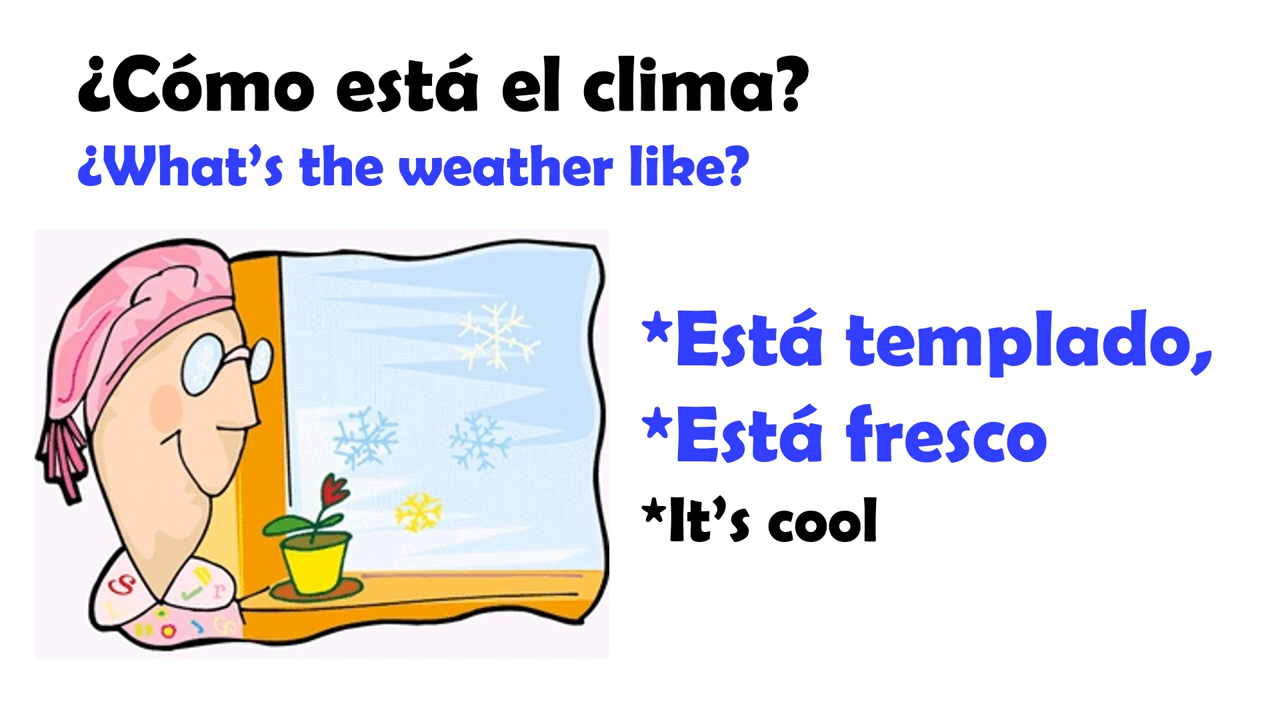 ¿Cómo está el clima?
¿What's the weather like?
*Está templado,
*Está fresco
*It's cool